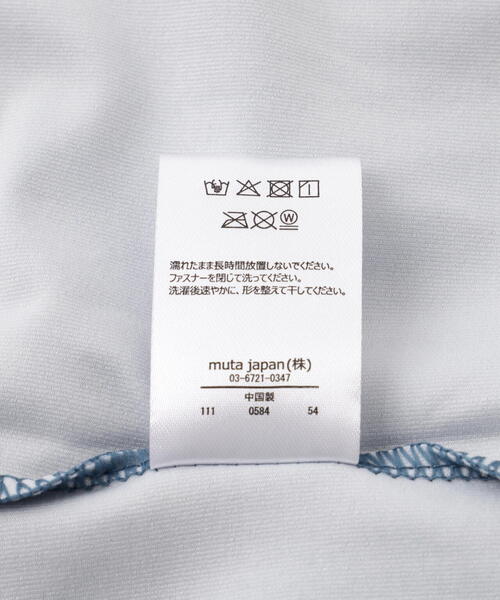 濡れたまま長時間放置しないでください。
ファスナーを閉じて洗ってください。
洗濯後速やかに、形を整えて干してください。
muta japan(株)
03-6721-0347
中国製
111 0584 54